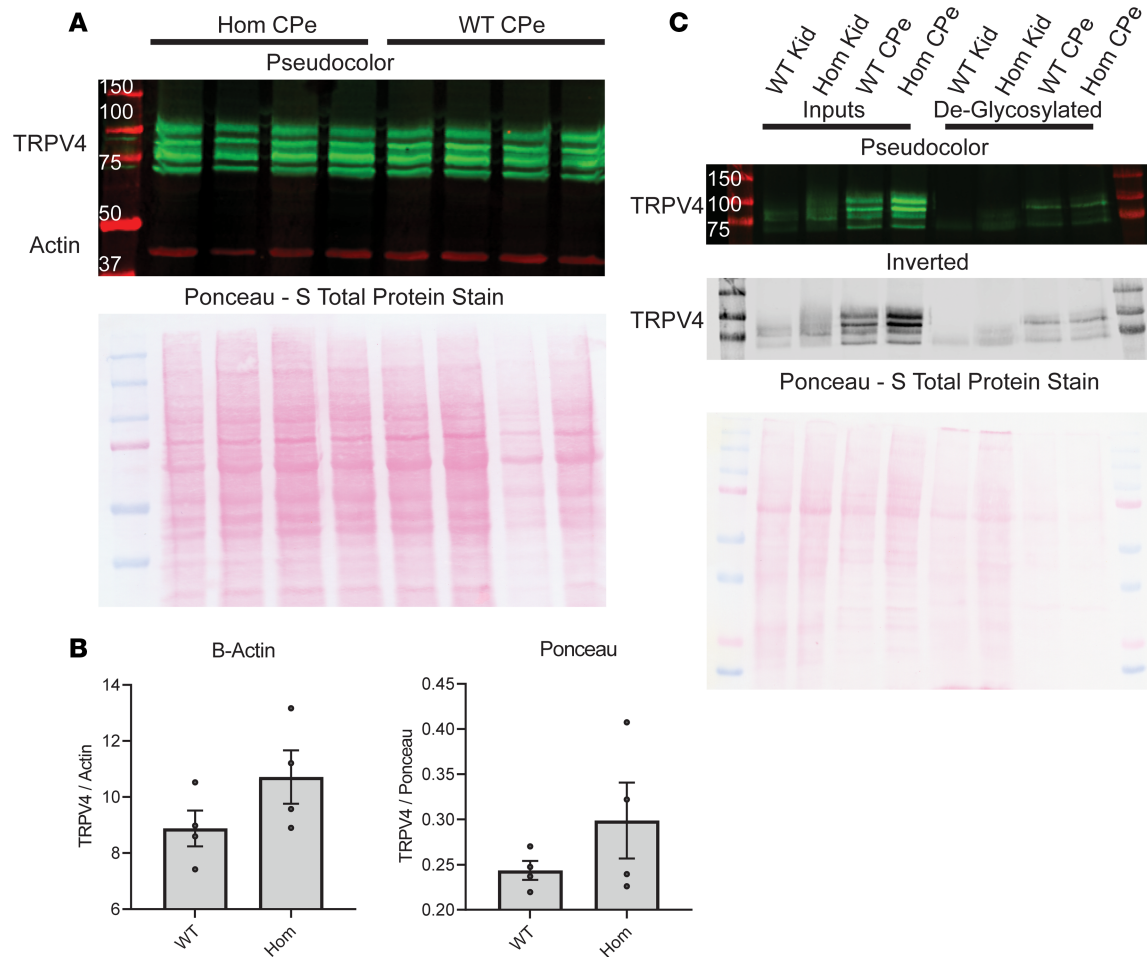 A
Hom CPe
WT CPe
Pseudocolor
150
100
TRPV4
75
50
Actin
37
Ponceau - S Total Protein Stain
B
B-Actin
TRPV4 / Actin
14
12
10
8
6
WT
Hom
Ponceau
TRPV4 / Ponceau
0.45
0.40
0.35
0.30
0.25
0.20
WT
Hom
C
WT Kid
Hom Kid
WT CPe
Hom CPe
WT Kid
Hom Kid
WT CPe
Hom CPe
Inputs
De-Glycosylated
Pseudocolor
150
TRPV4
100
75
Inverted
TRPV4
Ponceau - S Total Protein Stain